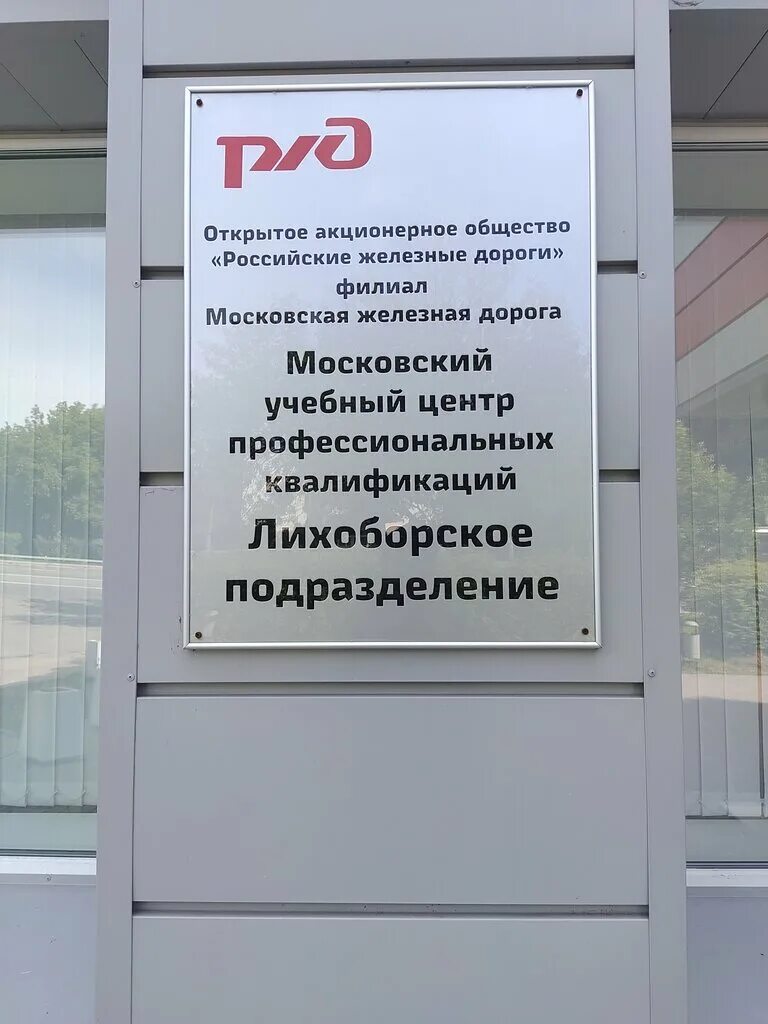 ржд
Открытое акционерное общество
«Российские железные дороги»
филиал
Московская железная дорога
Московский
учебный центр
профессиональных
квалификаций
Лихоборское
подразделение